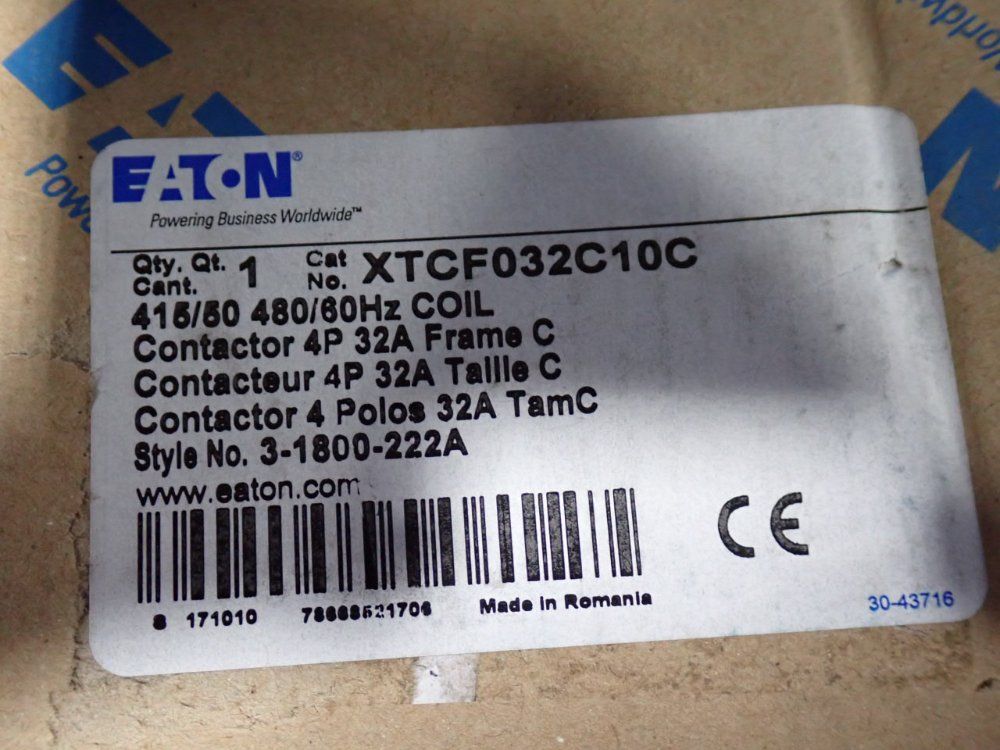 EATON®
Powering Business Worldwide™
Qty. Qt. Cant. 1 Cat No. XTCF032C10C
415/50 480/60Hz COIL
Contactor 4P 32A Frame C
Contacteur 4P 32A Taille C
Contactor 4 Polos 32A TamC
Style No. 3-1800-222A
www.eaton.com
8 171010 78668521706 Made in Romania
CE
30-43716